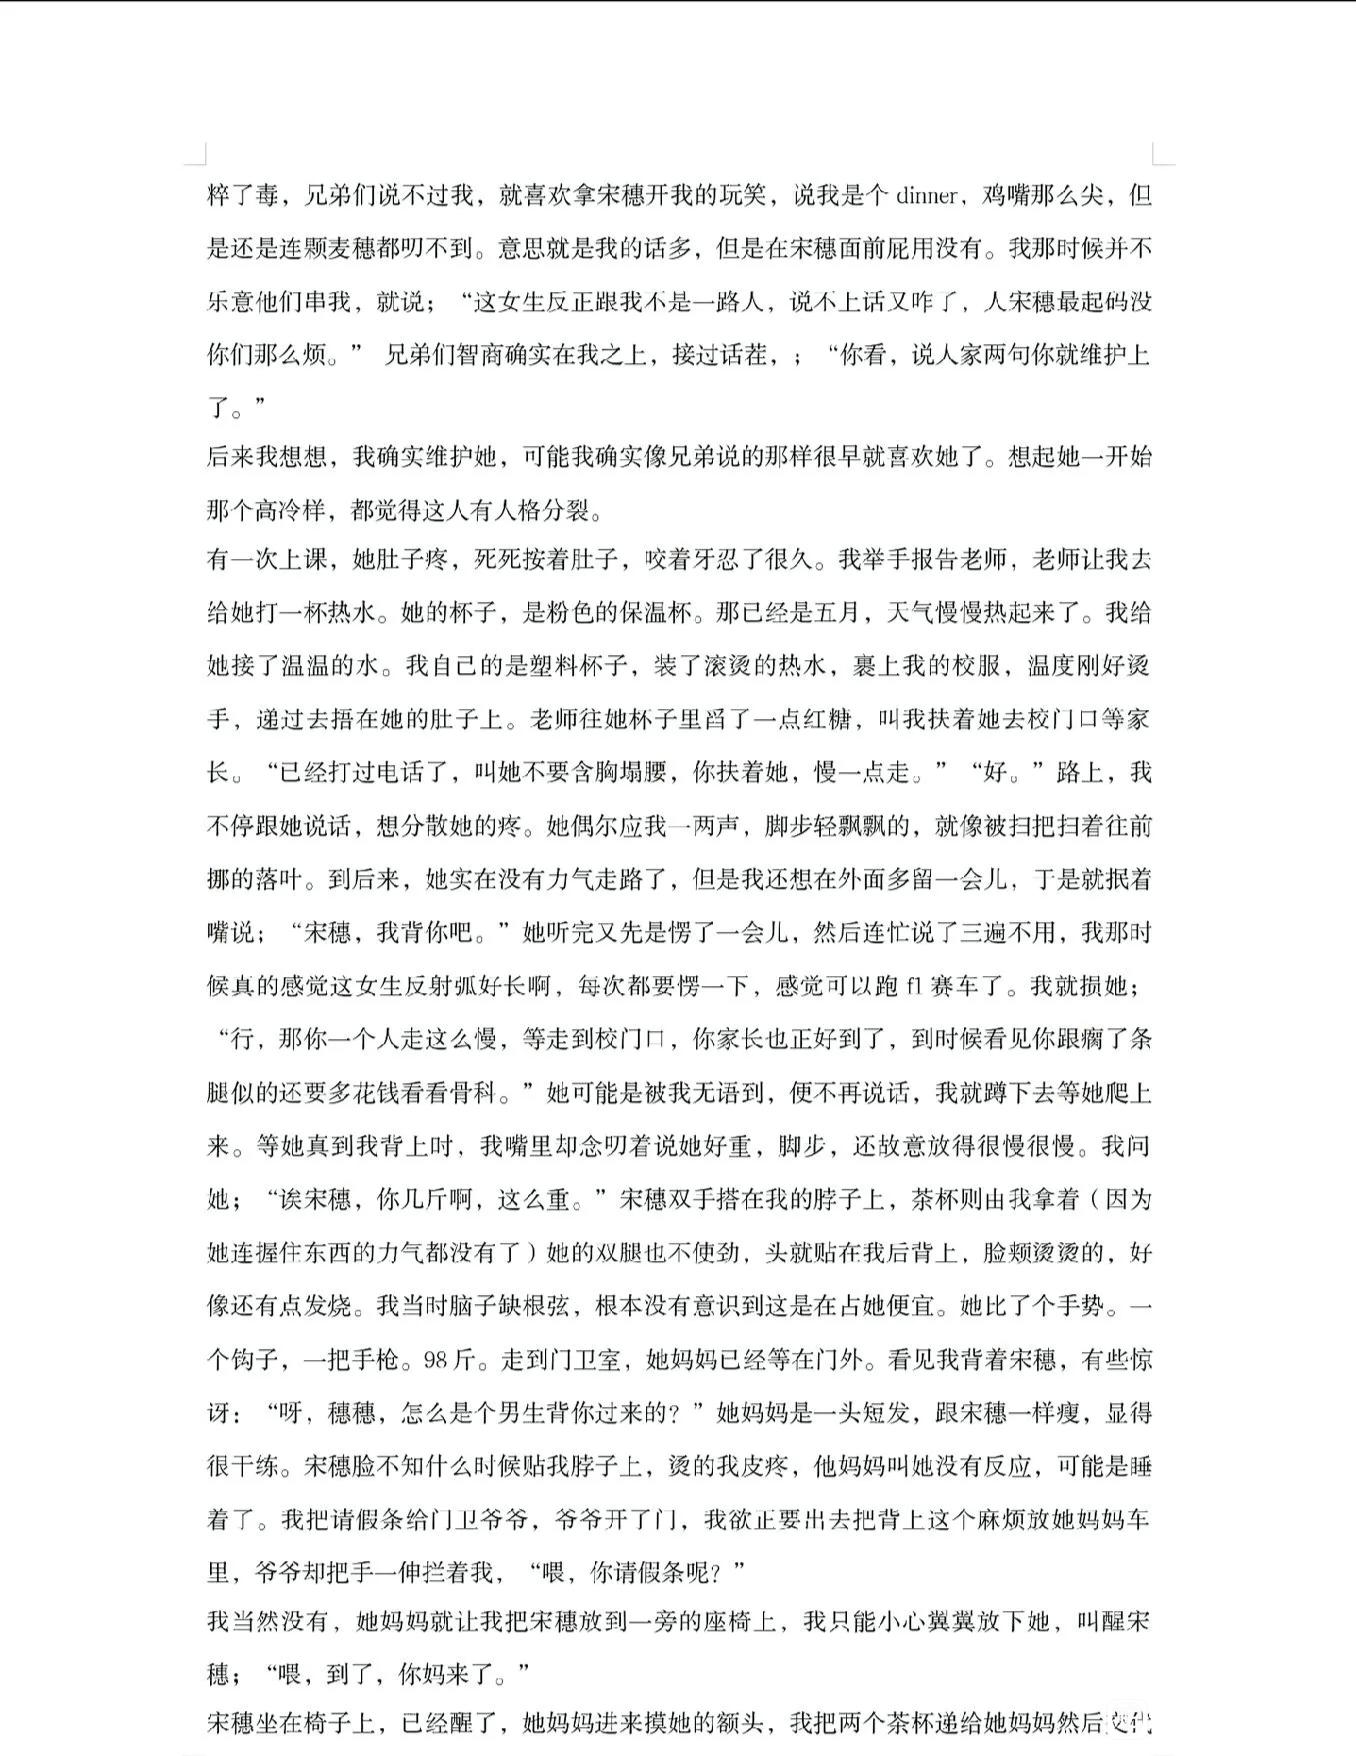 粹了毒，兄弟们说不过我，就喜欢拿宋穗开我的玩笑，说我是个 dinner，鸡嘴那么尖，但
是还是连颗麦穗都叨不到。意思就是我的话多，但是在宋穗面前屁用没有。我那时候并不
乐意他们串我，就说；“这女生反正跟我不是一路人，说不上话又咋了，人宋穗最起码没
你们那么烦。” 兄弟们智商确实在我之上，接过话茬，；“你看，说人家两句你就维护上
了。”
后来我想想，我确实维护她，可能我确实像兄弟说的那样很早就喜欢她了。想起她一开始
那个高冷样，都觉得这人有人格分裂。
有一次上课，她肚子疼，死死按着肚子，咬着牙忍了很久。我举手报告老师，老师让我去
给她打一杯热水。她的杯子，是粉色的保温杯。那已经是五月，天气慢慢热起来了。我给
她接了温温的水。我自己的是塑料杯子，装了滚烫的热水，裹上我的校服，温度刚好烫
手，递过去捂在她的肚子上。老师往她杯子里舀了一点红糖，叫我扶着她去校门口等家
长。“已经打过电话了，叫她不要含胸塌腰，你扶着她，慢一点走。”“好。”路上，我
不停跟她说话，想分散她的疼。她偶尔应我一两声，脚步轻飘飘的，就像被扫把扫着往前
挪的落叶。到后来，她实在没有力气走路了，但是我还想在外面多留一会儿，于是就抿着
嘴说；“宋穗，我背你吧。”她听完又先是愣了一会儿，然后连忙说了三遍不用，我那时
候真的感觉这女生反射弧好长啊，每次都要愣一下，感觉可以跑 f1 赛车了。我就损她；
“行，那你一个人走这么慢，等走到校门口，你家长也正好到了，到时候看见你跟瘸了条
腿似的还要多花钱看看骨科。”她可能是被我无语到，便不再说话，我就蹲下去等她爬上
来。等她真到我背上时，我嘴里却念叨着说她好重，脚步，还故意放得很慢很慢。我问
她；“诶宋穗，你几斤啊，这么重。”宋穗双手搭在我的脖子上，茶杯则由我拿着（因为
她连握住东西的力气都没有了）她的双腿也不使劲，头就贴在我后背上，脸颊烫烫的，好
像还有点发烧。我当时脑子缺根弦，根本没有意识到这是在占她便宜。她比了个手势。一
个钩子，一把手枪。98 斤。走到门卫室，她妈妈已经等在门外。看见我背着宋穗，有些惊
讶：“呀，穗穗，怎么是个男生背你过来的？”她妈妈是一头短发，跟宋穗一样瘦，显得
很干练。宋穗脸不知什么时候贴我脖子上，烫的我皮疼，他妈妈叫她没有反应，可能是睡
着了。我把请假条给门卫爷爷，爷爷开了门，我欲正要出去把背上这个麻烦放她妈妈车
里，爷爷却把手一伸拦着我，“喂，你请假条呢？”
我当然没有，她妈妈就让我把宋穗放到一旁的座椅上，我只能小心翼翼放下她，叫醒宋
穗；“喂，到了，你妈来了。”
宋穗坐在椅子上，已经醒了，她妈妈进来摸她的额头，我把两个茶杯递给她妈妈然后